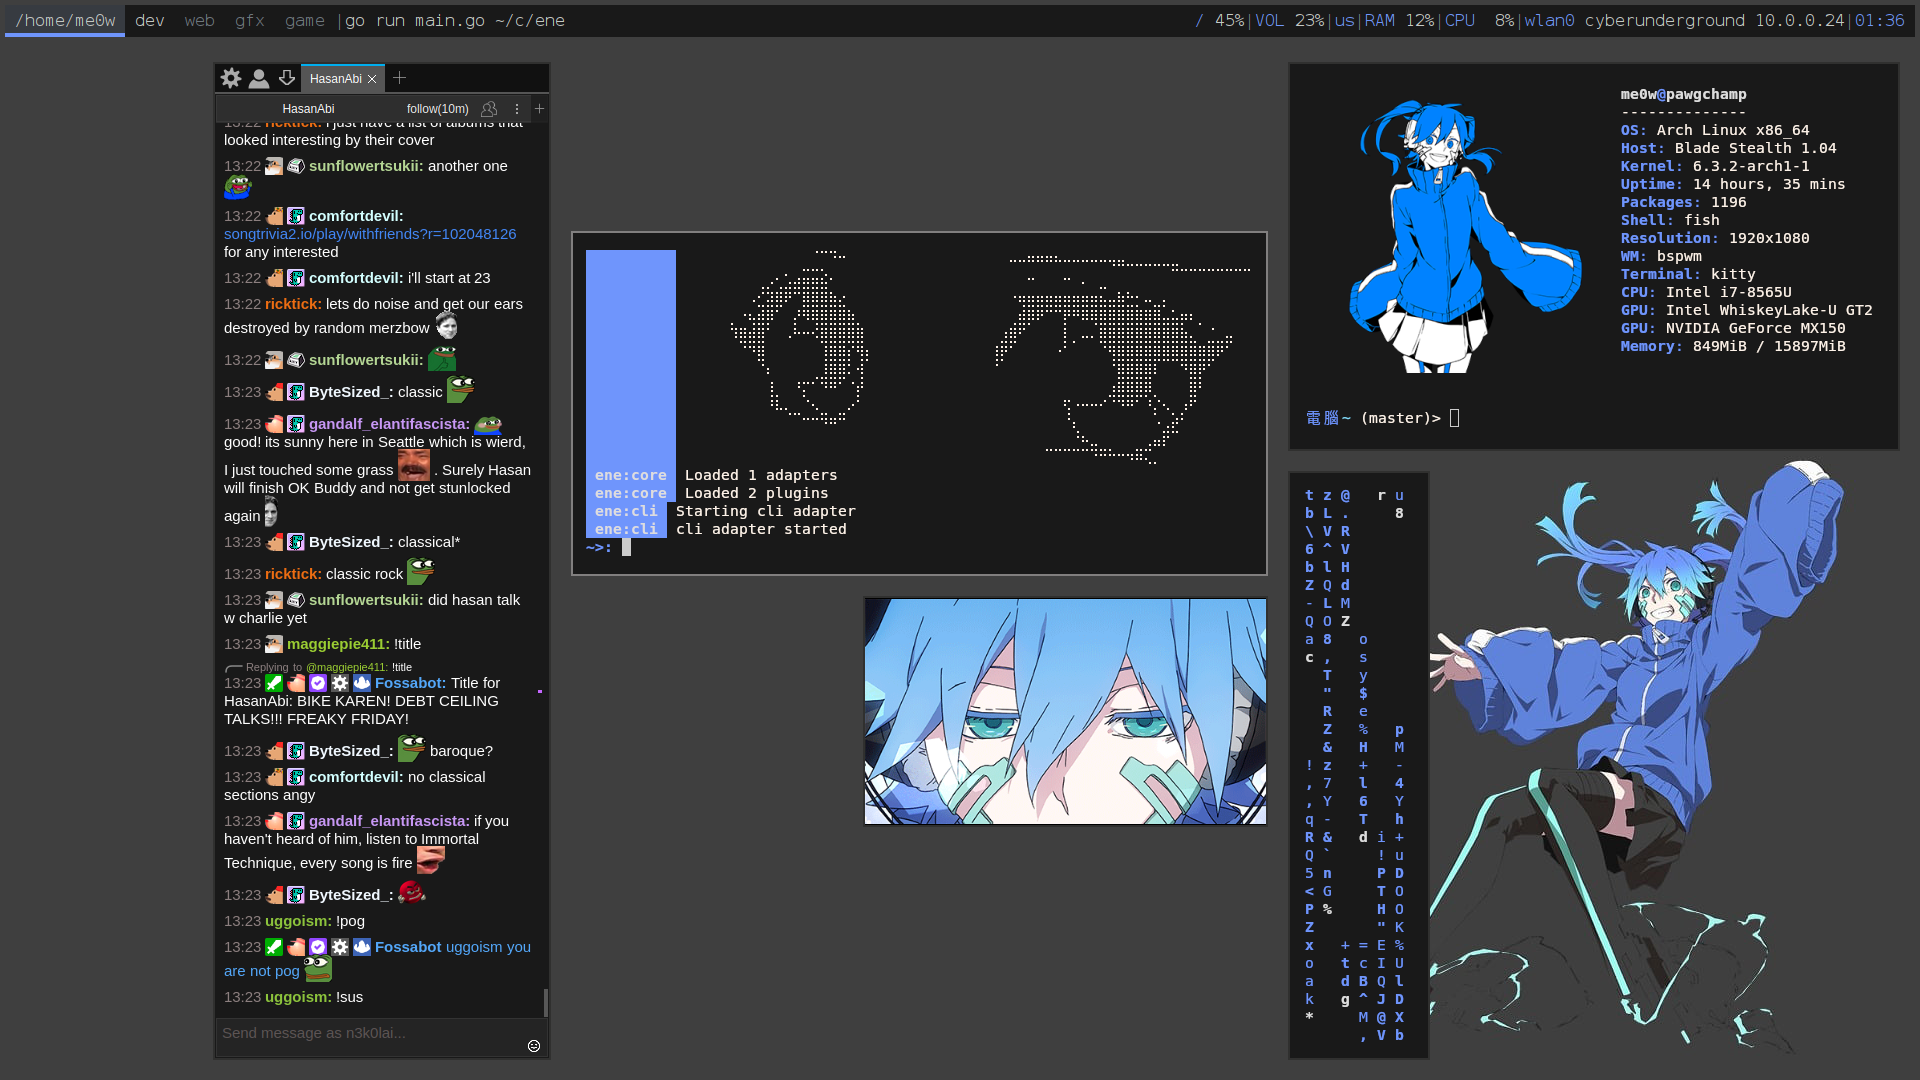 /home/me0w dev web gfx game |go run main.go ~/c/ene
/ 45%|VOL 23%|us|RAM 12%|CPU 8%|wlan0 cyberunderground 10.0.0.24|01:36
HasanAbi
HasanAbi follow(10m)
13:22 ricktick: i just have a list of albums that
looked interesting by their cover
13:22 sunflowertsukii: another one
13:22 comfortdevil:
songtrivia2.io/play/withfriends?r=102048126
for any interested
13:22 comfortdevil: i'll start at 23
13:22 ricktick: lets do noise and get our ears
destroyed by random merzbow
13:22 sunflowertsukii:
13:23 ByteSized_: classic
13:23 gandalf_elantifascista:
good! its sunny here in Seattle which is wierd,
I just touched some grass . Surely Hasan
will finish OK Buddy and not get stunlocked
again
13:23 ByteSized_: classical*
13:23 ricktick: classic rock
13:23 sunflowertsukii: did hasan talk
w charlie yet
13:23 maggiepie411: !title
Replying to @maggiepie411: !title
13:23 Fossabot: Title for
HasanAbi: BIKE KAREN! DEBT CEILING
TALKS!!! FREAKY FRIDAY!
13:23 ByteSized_: baroque?
13:23 comfortdevil: no classical
sections angy
13:23 gandalf_elantifascista: if you
haven't heard of him, listen to Immortal
Technique, every song is fire
13:23 ByteSized_:
13:23 uggoism: !pog
13:23 Fossabot uggoism you
are not pog
13:23 uggoism: !sus
Send message as n3k0lai...
ene:core Loaded 1 adapters
ene:core Loaded 2 plugins
ene:cli Starting cli adapter
ene:cli cli adapter started
~>:
me0w@pawgchamp
--------------
OS: Arch Linux x86_64
Host: Blade Stealth 1.04
Kernel: 6.3.2-arch1-1
Uptime: 14 hours, 35 mins
Packages: 1196
Shell: fish
Resolution: 1920x1080
WM: bspwm
Terminal: kitty
CPU: Intel i7-8565U
GPU: Intel WhiskeyLake-U GT2
GPU: NVIDIA GeForce MX150
Memory: 849MiB / 15897MiB
電腦~ (master)>
t z @ r u
b L . 8
\ V R
6 ^ V
b l H
Z Q d
- L M
Q O Z
a 8 o
c , s
T y
" $
R e
Z % p
& H M
! z + -
, 7 l 4
, Y 6 Y
q - T h
R & d i +
Q ` ! u
5 n P D
< G T O
P % H O
Z " K
x + = E %
o t c I U
a d B Q l
k g ^ J D
* M @ X
, V b